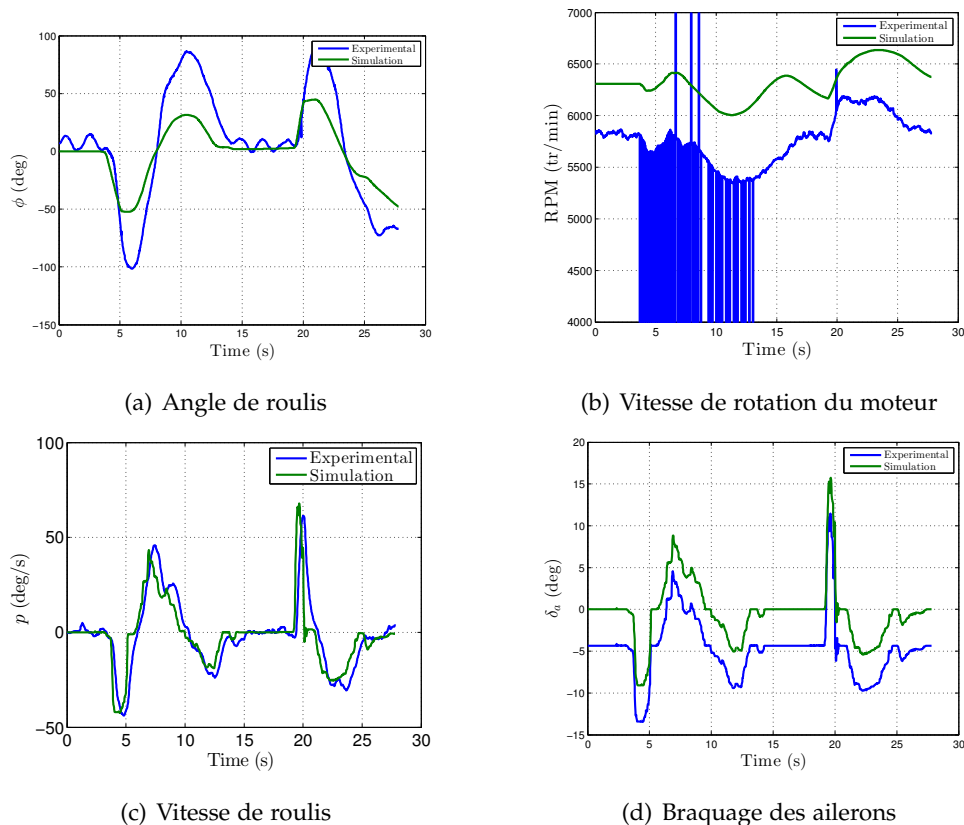 100
50
0
−50
−100
−150
0
5
10
15
20
25
30
ϕ (deg)
Time (s)
Experimental
Simulation
(a) Angle de roulis
7000
6500
6000
5500
5000
4500
4000
0
5
10
15
20
25
30
RPM (tr/min)
Time (s)
Experimental
Simulation
(b) Vitesse de rotation du moteur
100
50
0
−50
0
5
10
15
20
25
30
p (deg/s)
Time (s)
Experimental
Simulation
(c) Vitesse de roulis
20
15
10
5
0
−5
−10
−15
0
5
10
15
20
25
30
δa (deg)
Time (s)
Experimental
Simulation
(d) Braquage des ailerons